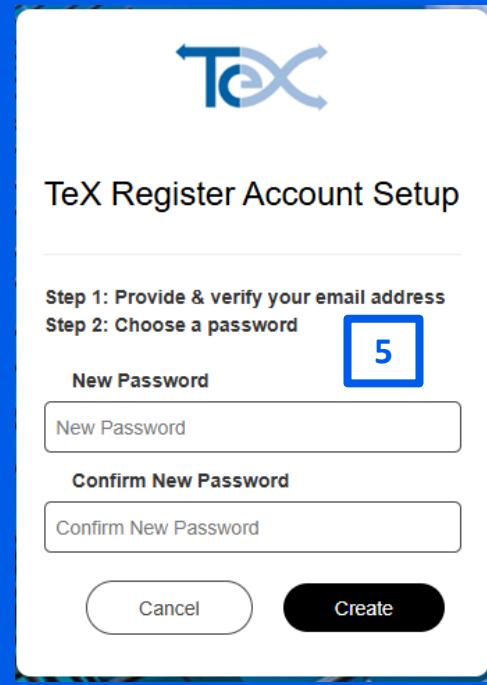 TeX
TeX Register Account Setup
Step 1: Provide & verify your email address
Step 2: Choose a password
5
New Password
New Password
Confirm New Password
Confirm New Password
Cancel Create